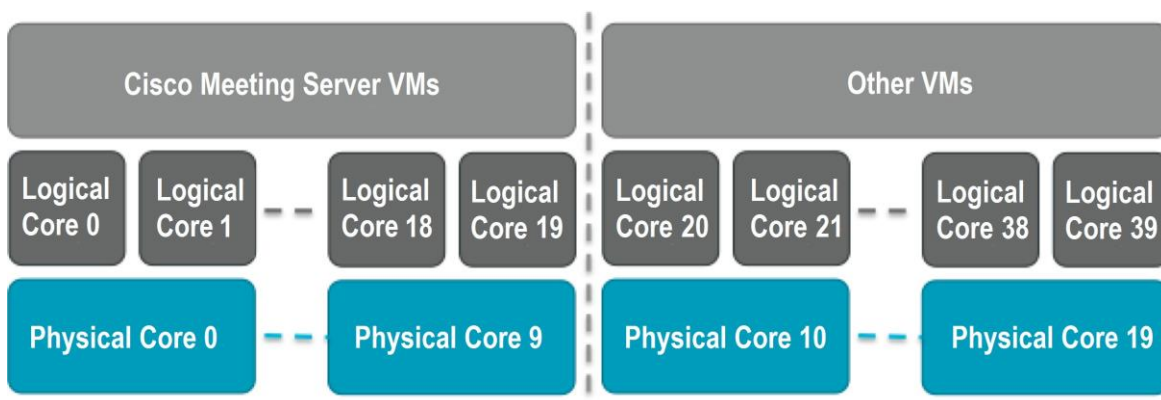 Cisco Meeting Server VMs
Other VMs
Logical
Core 0
Logical
Core 1
Logical
Core 18
Logical
Core 19
Logical
Core 20
Logical
Core 21
Logical
Core 38
Logical
Core 39
Physical Core 0
Physical Core 9
Physical Core 10
Physical Core 19